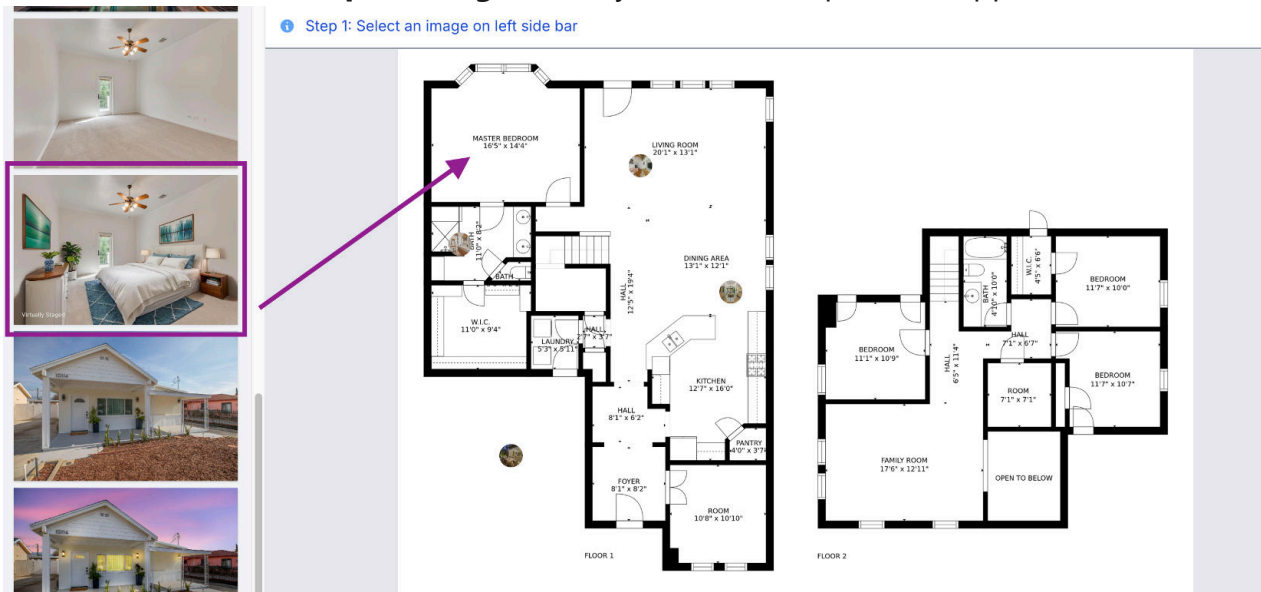 Step 1: Select an image on left side bar
Virtually Staged
MASTER BEDROOM
16'5" x 14'4"
LIVING ROOM
20'1" x 13'1"
BATH
11'0" x 8'2"
BATH
HALL
12'5" x 19'4"
DINING AREA
13'1" x 12'1"
W.I.C.
11'0" x 9'4"
LAUNDRY
5'3" x 5'11"
HALL
KITCHEN
12'7" x 16'0"
HALL
8'1" x 6'2"
PANTRY
4'0" x 3'7"
FOYER
8'1" x 8'2"
ROOM
10'8" x 10'10"
FLOOR 1
BATH
4'10" x 10'0"
W.I.C.
4'5" x 6'6"
BEDROOM
11'7" x 10'0"
BEDROOM
11'1" x 10'9"
HALL
6'5" x 11'4"
HALL
7'1" x 6'7"
ROOM
7'1" x 7'1"
BEDROOM
11'7" x 10'7"
FAMILY ROOM
17'6" x 12'11"
OPEN TO BELOW
FLOOR 2